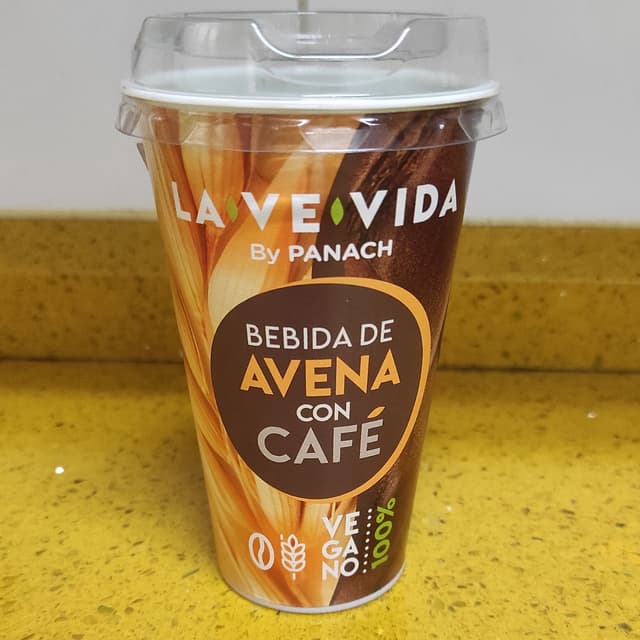 LA VE VIDA
By PANACH
BEBIDA DE
AVENA
CON
CAFÉ
VE
GA
NO
100%